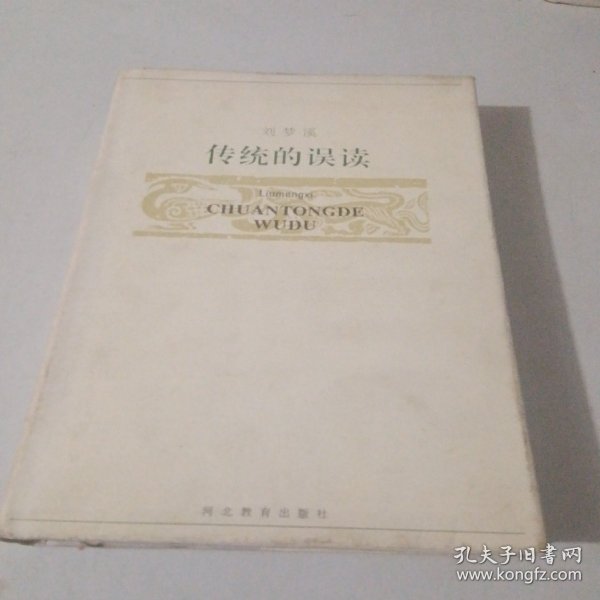 刘梦溪
传统的误读
Liumengxi
CHUANTONGDE
WUDU
河北教育出版社
孔夫子旧书网
www.kongfz.com